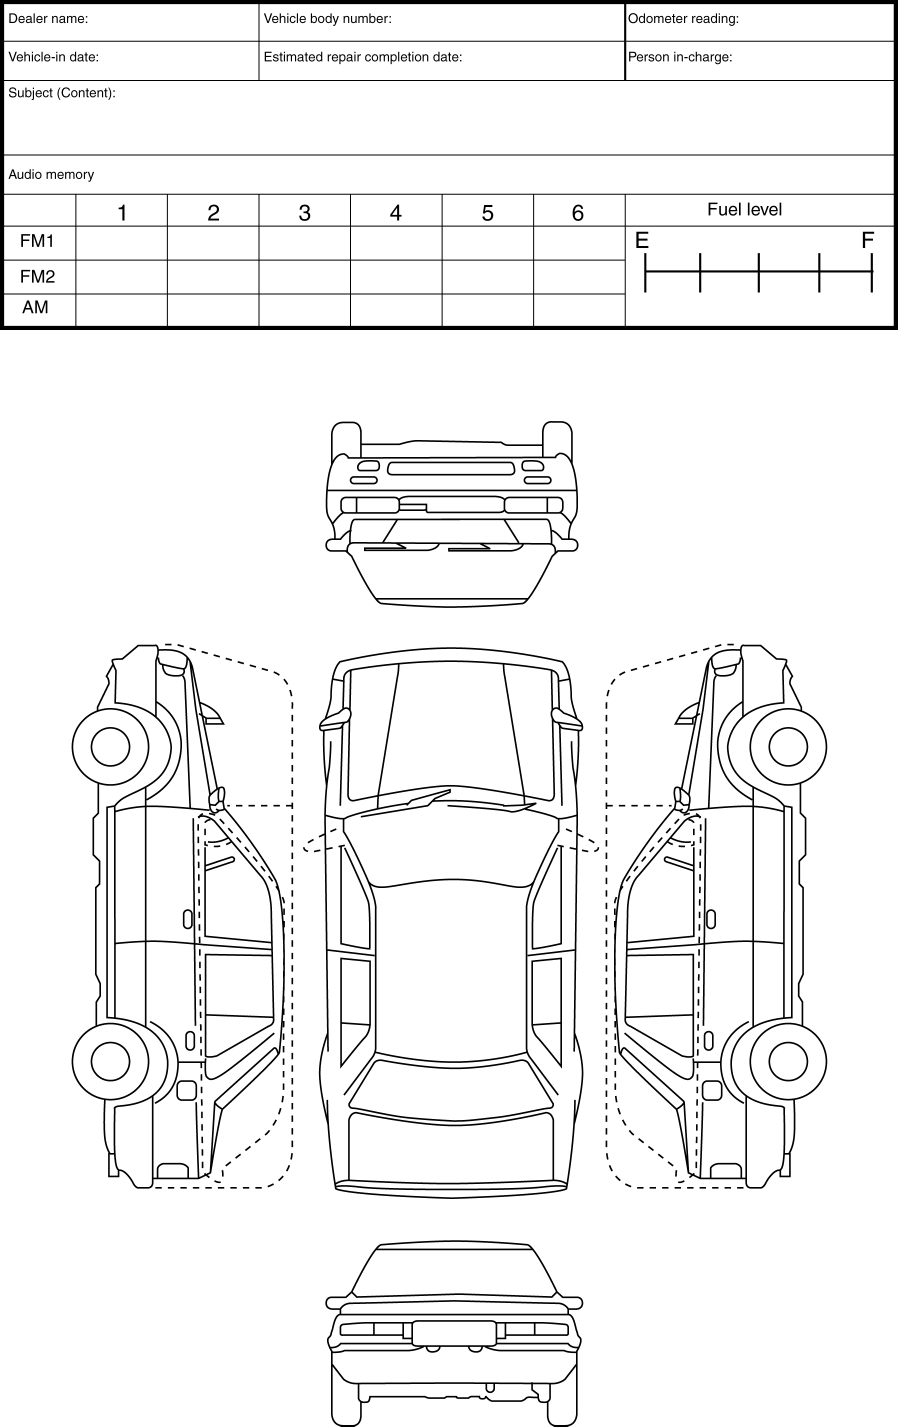 Dealer name: Vehicle body number: Odometer reading:
Vehicle-in date: Estimated repair completion date: Person in-charge:
Subject (Content):
Audio memory
1 2 3 4 5 6 Fuel level
FM1 E F
FM2
AM